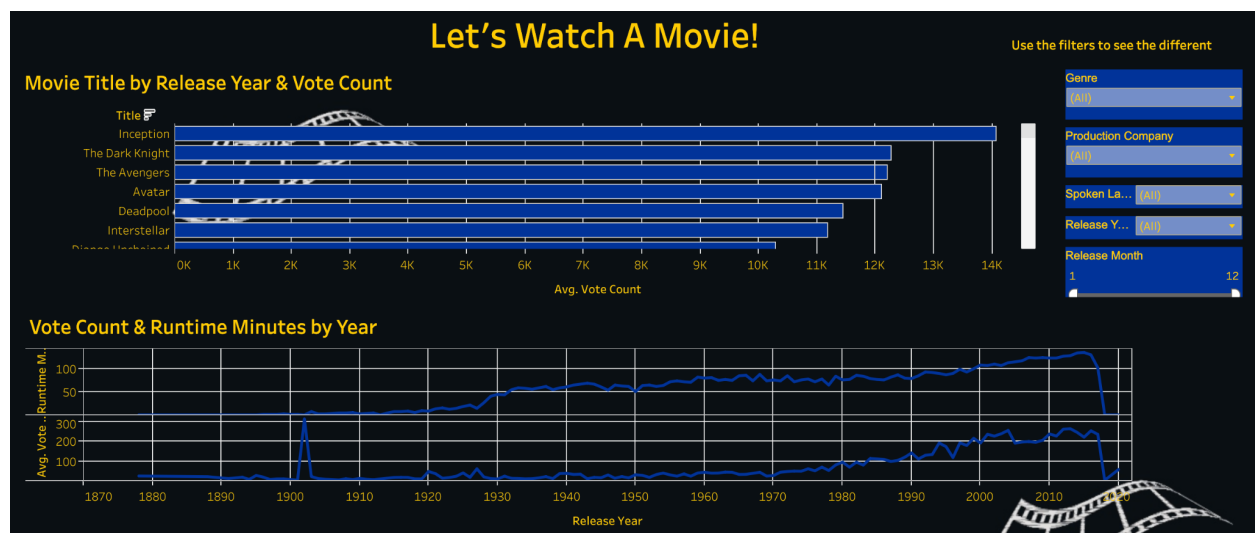 Let's Watch A Movie!
Use the filters to see the different
Movie Title by Release Year & Vote Count
Title
Inception
The Dark Knight
The Avengers
Avatar
Deadpool
Interstellar
Django Unchained
0K 1K 2K 3K 4K 5K 6K 7K 8K 9K 10K 11K 12K 13K 14K
Avg. Vote Count
Genre
(All)
Production Company
(All)
Spoken La... (All)
Release Y... (All)
Release Month
1 12
Vote Count & Runtime Minutes by Year
Runtime M..
100
50
Avg. Vote ..
300
200
100
1870 1880 1890 1900 1910 1920 1930 1940 1950 1960 1970 1980 1990 2000 2010 2020
Release Year